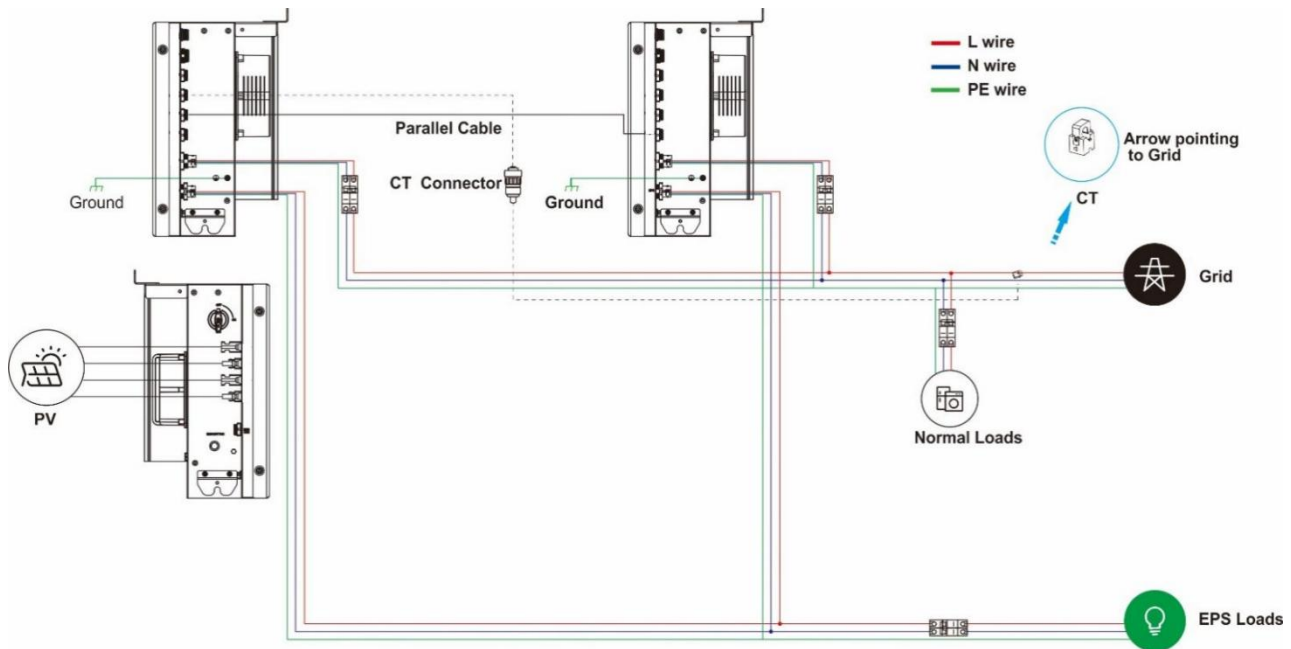 L wire
N wire
PE wire
Parallel Cable
Arrow pointing
to Grid
CT Connector
CT
Ground
Ground
Grid
PV
Normal Loads
EPS Loads